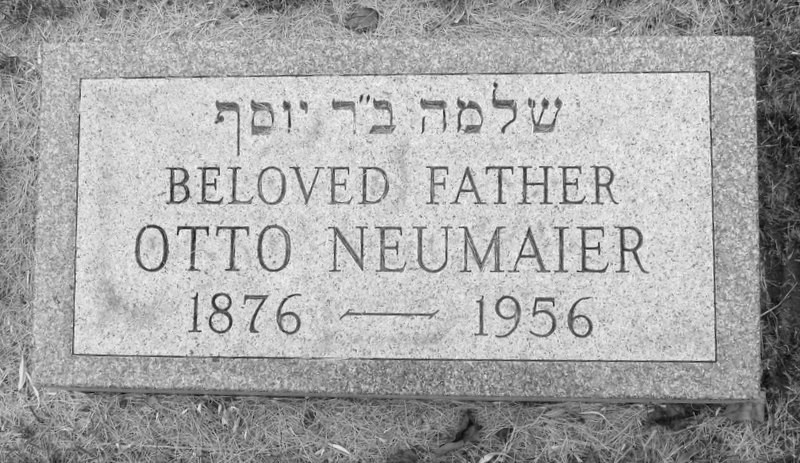 שלמה ב״ר יוסף
BELOVED FATHER
OTTO NEUMAIER
1876 — 1956